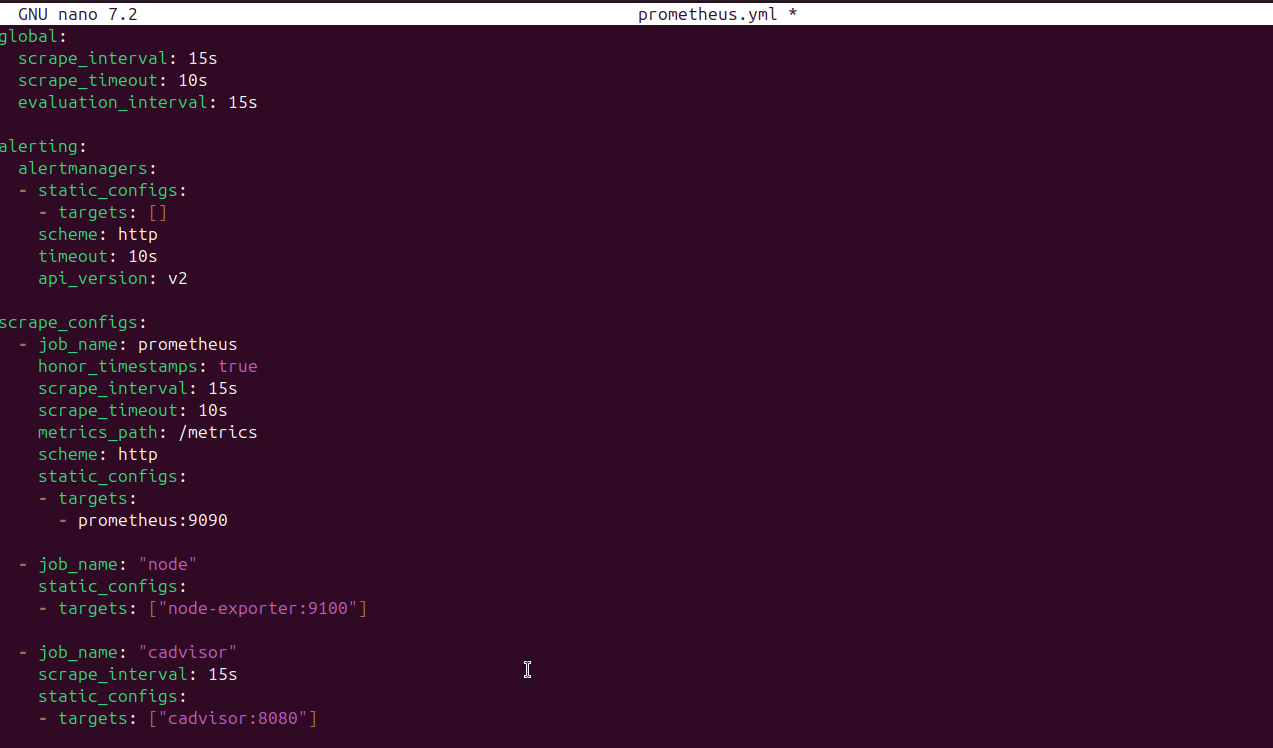 GNU nano 7.2 prometheus.yml *
global:
  scrape_interval: 15s
  scrape_timeout: 10s
  evaluation_interval: 15s

alerting:
  alertmanagers:
  - static_configs:
    - targets: []
    scheme: http
    timeout: 10s
    api_version: v2

scrape_configs:
  - job_name: prometheus
    honor_timestamps: true
    scrape_interval: 15s
    scrape_timeout: 10s
    metrics_path: /metrics
    scheme: http
    static_configs:
    - targets:
      - prometheus:9090

  - job_name: "node"
    static_configs:
    - targets: ["node-exporter:9100"]

  - job_name: "cadvisor"
    scrape_interval: 15s
    static_configs:
    - targets: ["cadvisor:8080"]